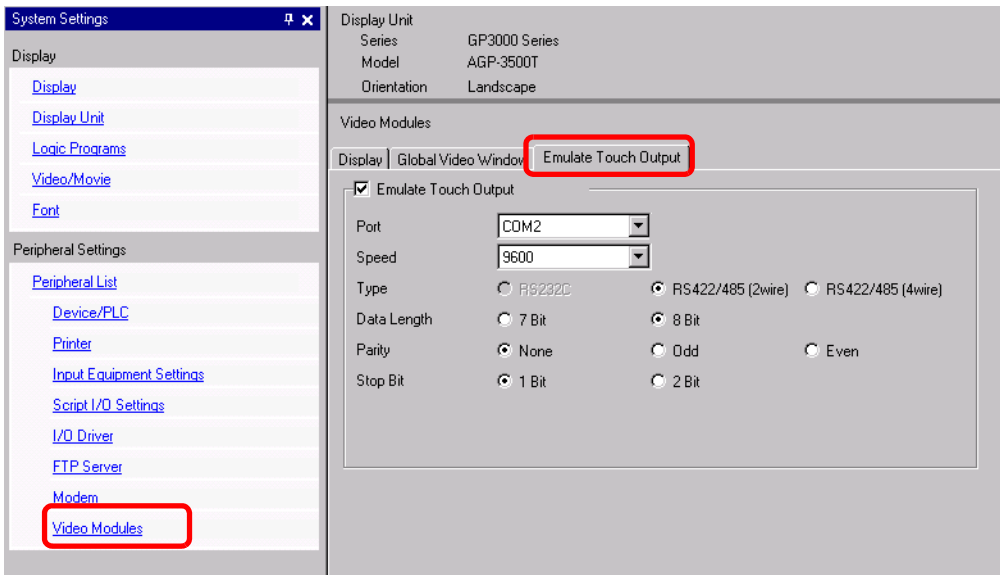 System Settings
Display
Display
Display Unit
Logic Programs
Video/Movie
Font
Peripheral Settings
Peripheral List
Device/PLC
Printer
Input Equipment Settings
Script I/O Settings
I/O Driver
FTP Server
Modem
Video Modules
Display Unit
Series GP3000 Series
Model AGP-3500T
Orientation Landscape
Video Modules
Display Global Video Window Emulate Touch Output
Emulate Touch Output
Port COM2
Speed 9600
Type RS232C RS422/485 (2wire) RS422/485 (4wire)
Data Length 7 Bit 8 Bit
Parity None Odd Even
Stop Bit 1 Bit 2 Bit